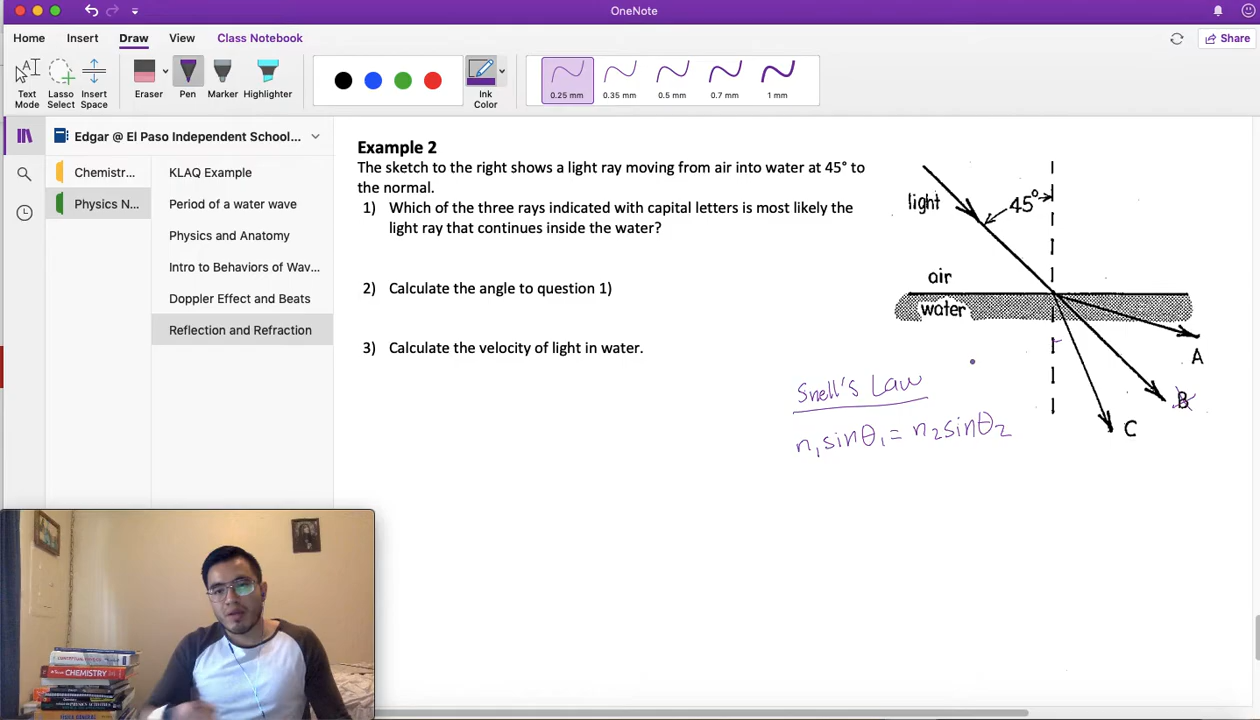 OneNote
Home Insert Draw View Class Notebook
Share
Text Mode
Lasso Select
Insert Space
Eraser
Pen
Marker
Highlighter
Ink Color
0.25 mm
0.35 mm
0.5 mm
0.7 mm
1 mm
Edgar @ El Paso Independent School...
Chemistr...
Physics N...
KLAQ Example
Period of a water wave
Physics and Anatomy
Intro to Behaviors of Wav...
Doppler Effect and Beats
Reflection and Refraction
Example 2
The sketch to the right shows a light ray moving from air into water at 45° to
the normal.
1) Which of the three rays indicated with capital letters is most likely the
light ray that continues inside the water?
2) Calculate the angle to question 1)
3) Calculate the velocity of light in water.
light
45°
air
water
A
B
C
Snell's Law
n₁sinθ₁ = n₂sinθ₂
CHEMISTRY